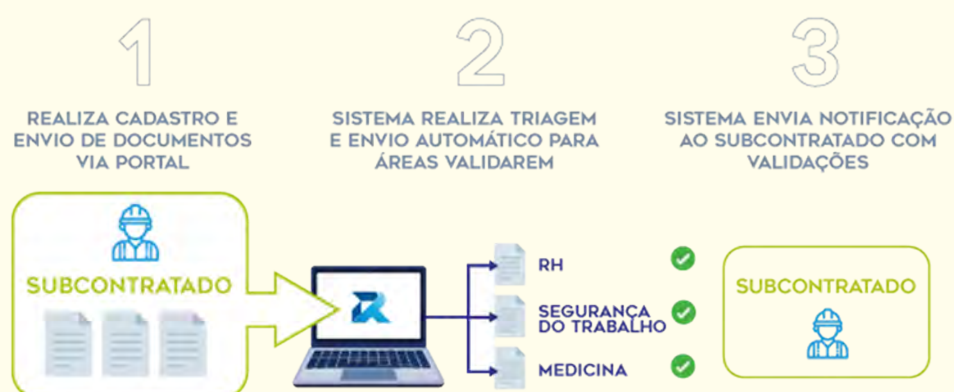 1
2
3
REALIZA CADASTRO E
ENVIO DE DOCUMENTOS
VIA PORTAL
SISTEMA REALIZA TRIAGEM
E ENVIO AUTOMÁTICO PARA
ÁREAS VALIDAREM
SISTEMA ENVIA NOTIFICAÇÃO
AO SUBCONTRATADO COM
VALIDAÇÕES
SUBCONTRATADO
R
RH
SEGURANÇA
DO TRABALHO
MEDICINA
SUBCONTRATADO